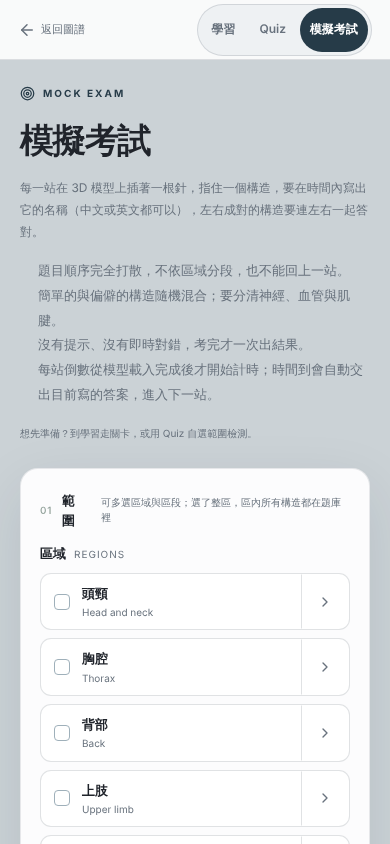 返回圖譜
學習
Quiz
模擬考試
MOCK EXAM
模擬考試
每一站在 3D 模型上插著一根針，指住一個構造，要在時間內寫出
它的名稱（中文或英文都可以），左右成對的構造要連左右一起答
對。
題目順序完全打散，不依區域分段，也不能回上一站。
簡單的與偏僻的構造隨機混合；要分清神經、血管與肌
腱。
沒有提示、沒有即時對錯，考完才一次出結果。
每站倒數從模型載入完成後才開始計時；時間到會自動交
出目前寫的答案，進入下一站。
想先準備？到學習走關卡，或用 Quiz 自選範圍檢測。
01
範
圍
可多選區域與區段；選了整區，區內所有構造都在題庫
裡
區域 REGIONS
頭頸
Head and neck
胸腔
Thorax
背部
Back
上肢
Upper limb